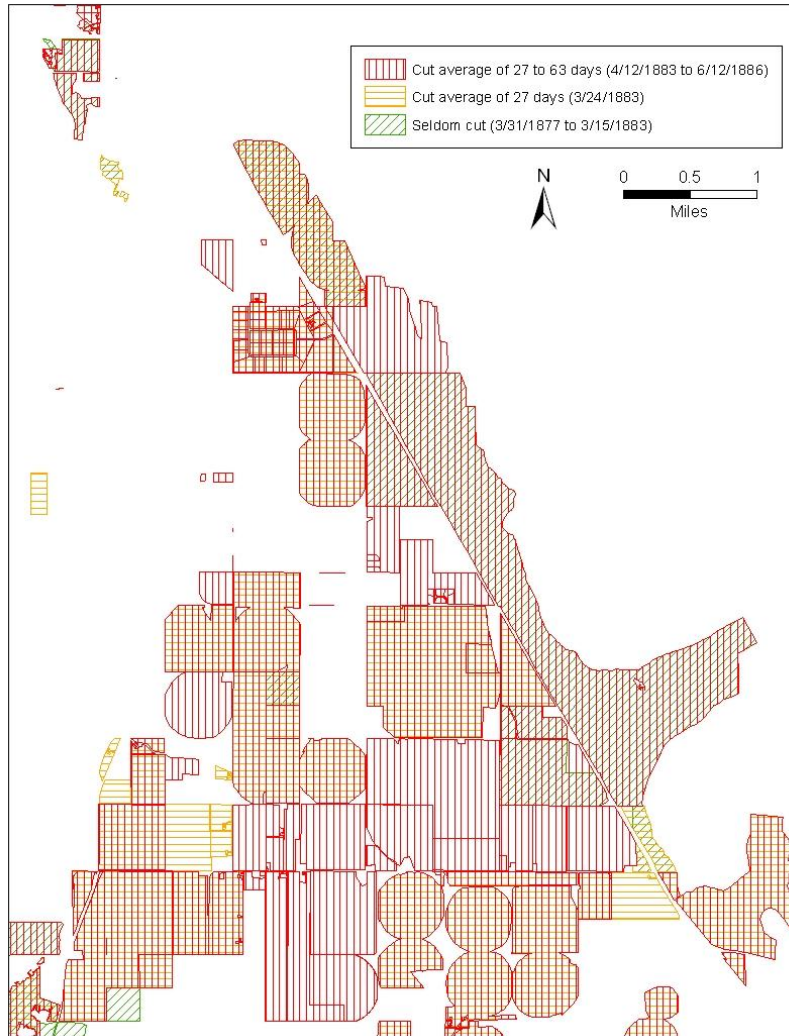 Cut average of 27 to 63 days (4/12/1883 to 6/12/1886)
Cut average of 27 days (3/24/1883)
Seldom cut (3/31/1877 to 3/15/1883)
N
0 0.5 1
Miles